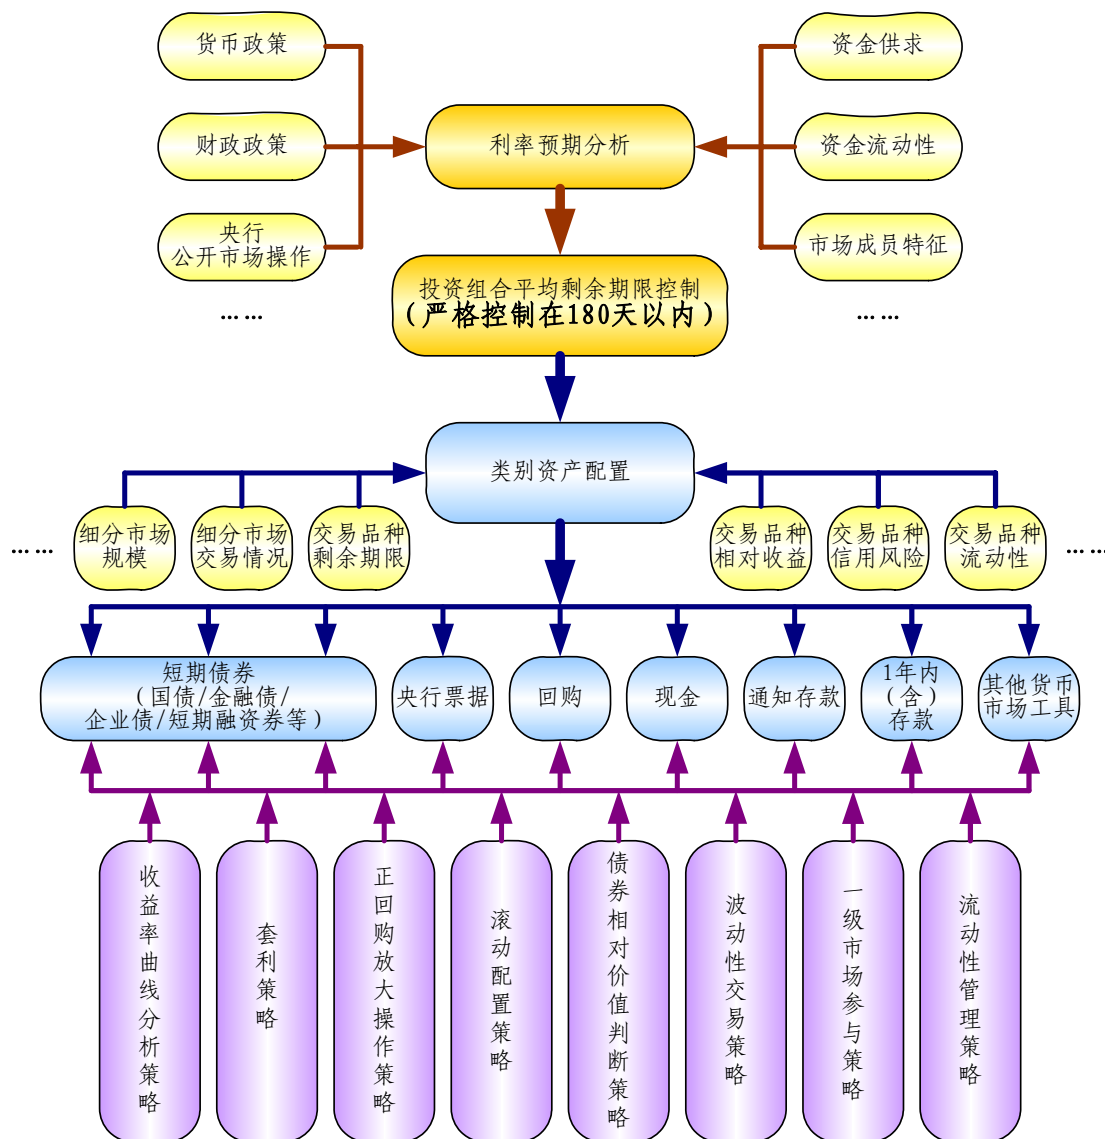 货币政策
资金供求
利率预期分析
财政政策
资金流动性
央行
公开市场操作
市场成员特征
投资组合平均剩余期限控制
（严格控制在180天以内）
……
……
类别资产配置
细分市场
规模
细分市场
交易情况
交易品种
剩余期限
交易品种
相对收益
交易品种
信用风险
交易品种
流动性
……
……
短期债券
（国债/金融债/
企业债/短期融资券等）
央行票据
回购
现金
通知存款
1年内
（含）
存款
其他货币
市场工具
收益率曲线分析策略
套利策略
正回购放大操作策略
滚动配置策略
债券相对价值判断策略
波动性交易策略
一级市场参与策略
流动性管理策略